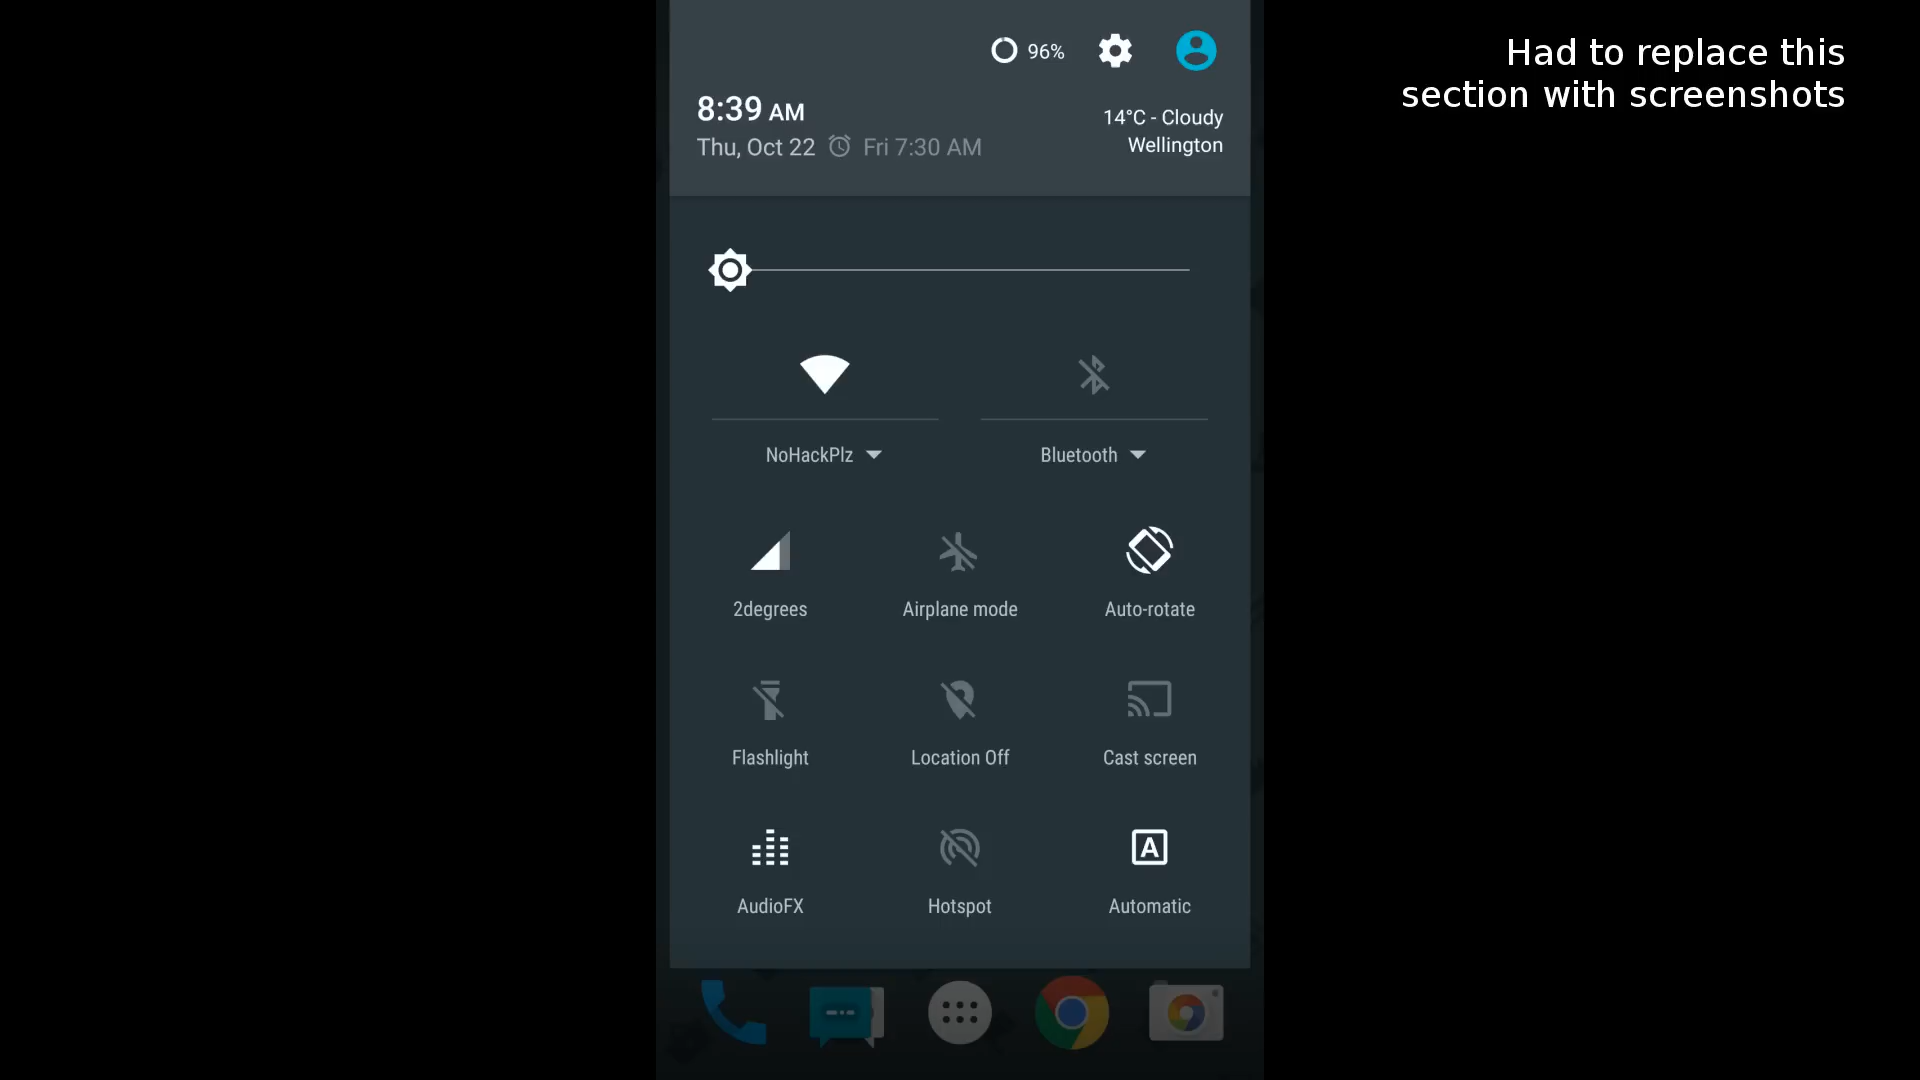 Had to replace this
section with screenshots
96%
8:39 AM
Thu, Oct 22 Fri 7:30 AM
14°C - Cloudy
Wellington
NoHackPlz
Bluetooth
2degrees
Airplane mode
Auto-rotate
Flashlight
Location Off
Cast screen
A
AudioFX
Hotspot
Automatic